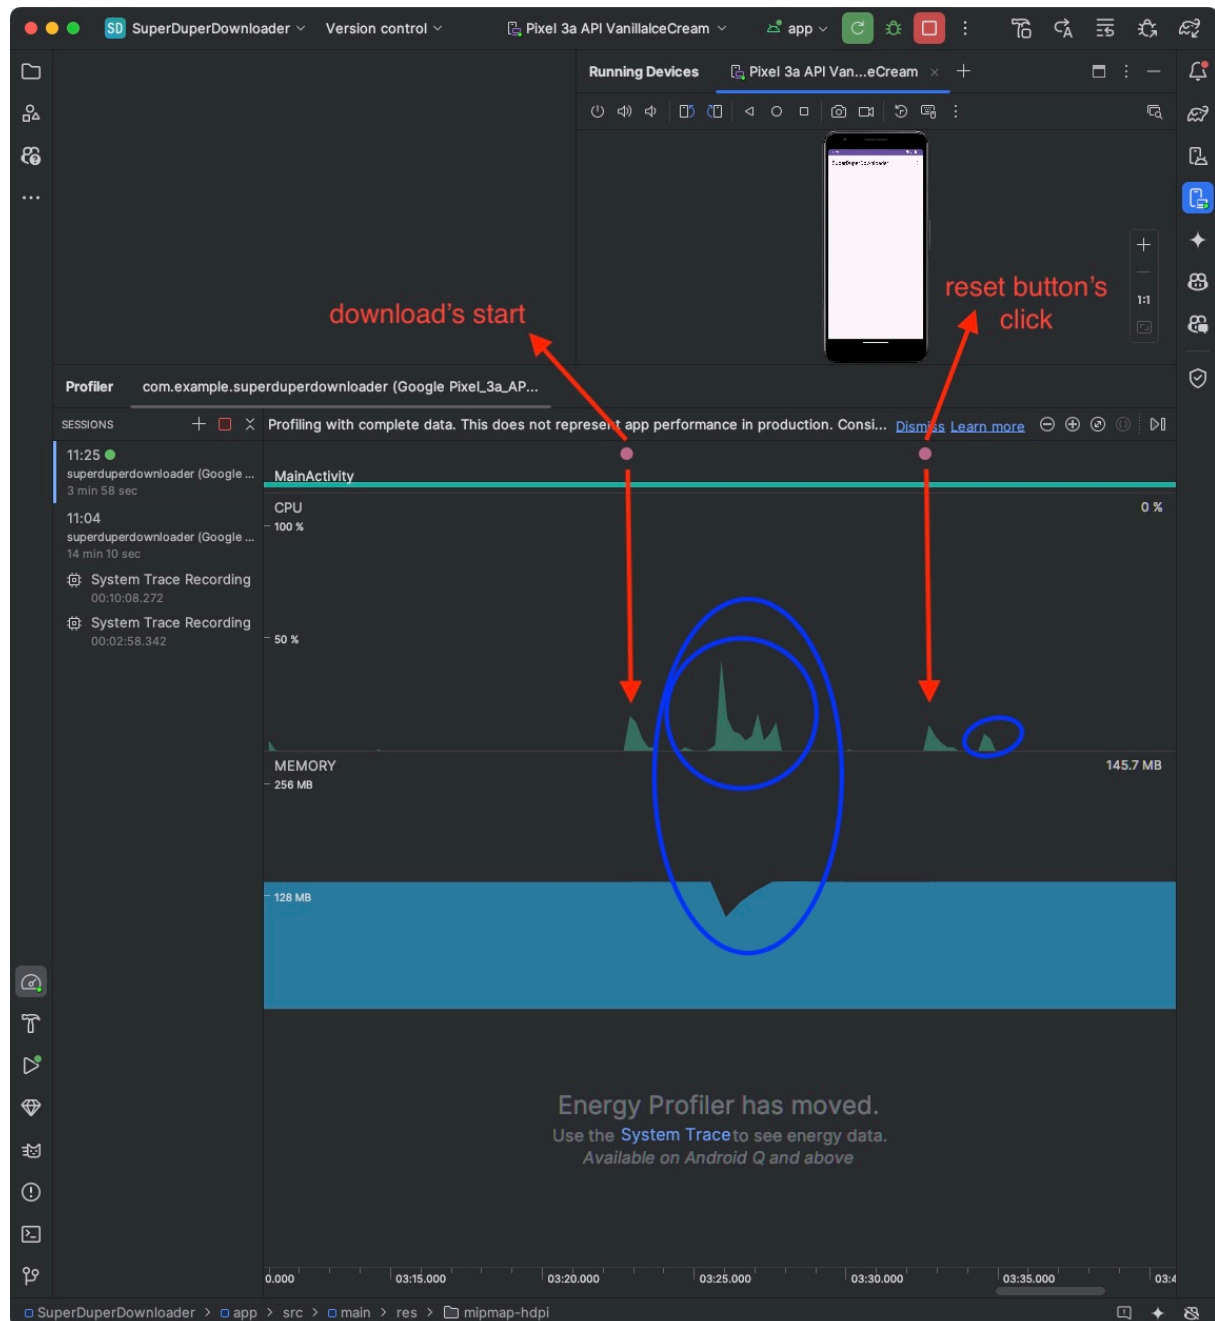 SD SuperDuperDownloader Version control Pixel 3a API VanillaIceCream app
Running Devices Pixel 3a API Van...eCream
SuperDuperDownloader
1:1
download's start
reset button's
click
Profiler com.example.superduperdownloader (Google Pixel_3a_AP...
SESSIONS
Profiling with complete data. This does not represent app performance in production. Consi... Dismiss Learn more
11:25
superduperdownloader (Google ...
3 min 58 sec
11:04
superduperdownloader (Google ...
14 min 10 sec
System Trace Recording
00:10:08.272
System Trace Recording
00:02:58.342
MainActivity
CPU 0 %
100 %
50 %
MEMORY 145.7 MB
256 MB
128 MB
Energy Profiler has moved.
Use the System Trace to see energy data.
Available on Android Q and above
0.000 03:15.000 03:20.000 03:25.000 03:30.000 03:35.000 03:4
SuperDuperDownloader > app > src > main > res > mipmap-hdpi